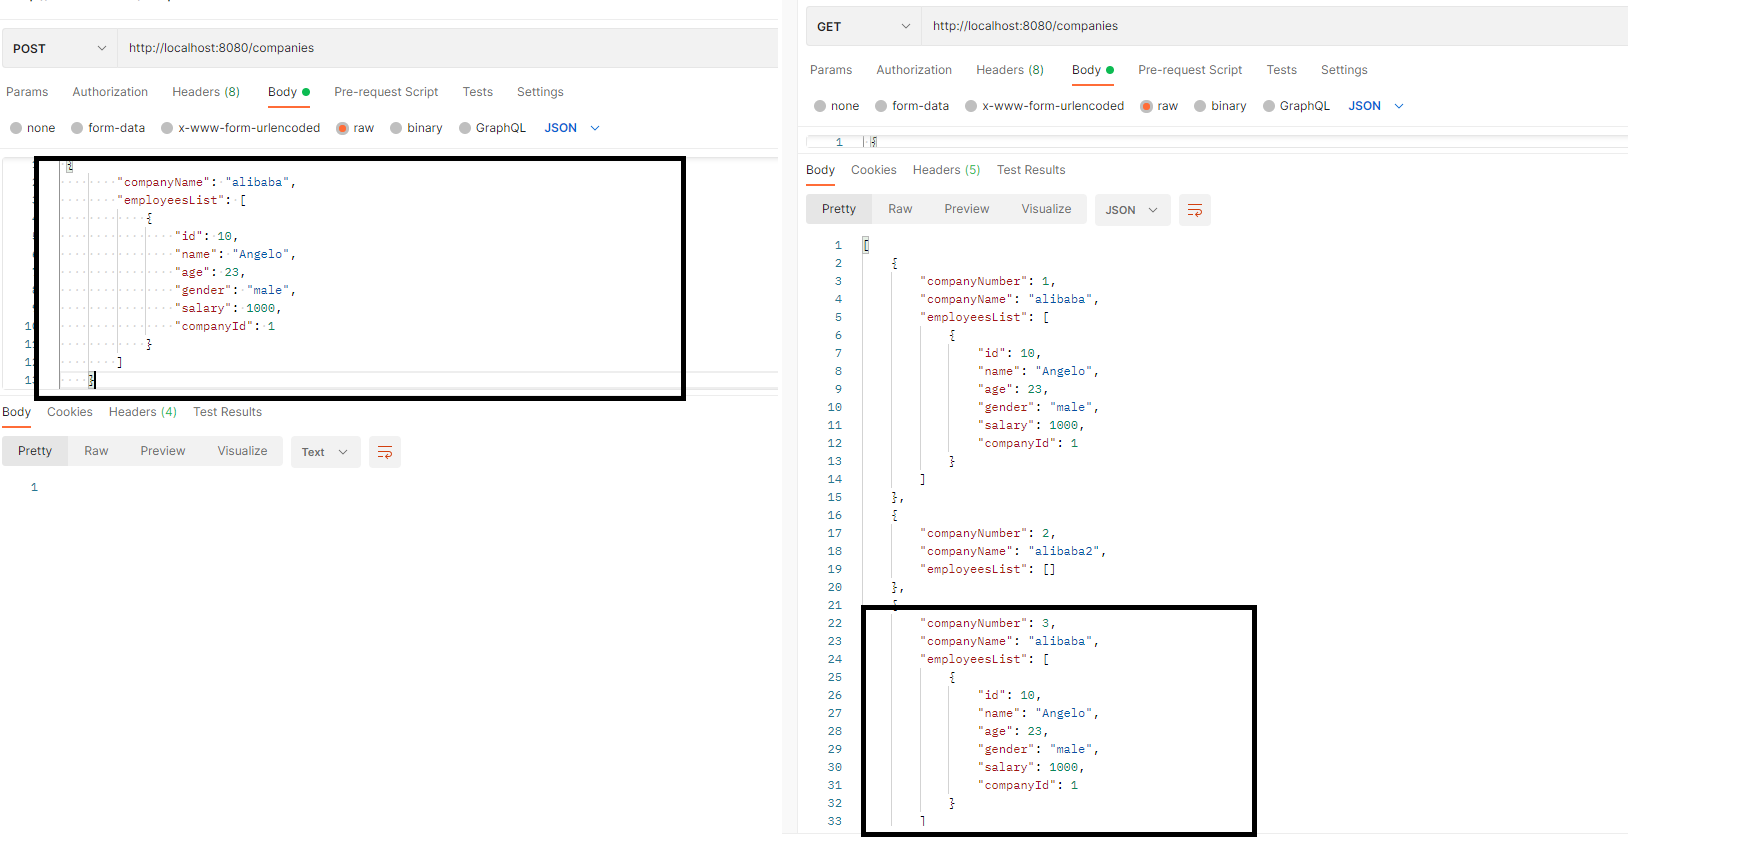 POST http://localhost:8080/companies
Params Authorization Headers (8) Body Pre-request Script Tests Settings
none form-data x-www-form-urlencoded raw binary GraphQL JSON
{
"companyName": "alibaba",
"employeesList": [
{
"id": 10,
"name": "Angelo",
"age": 23,
"gender": "male",
"salary": 1000,
10 "companyId": 1
}
]
}
Body Cookies Headers (4) Test Results
Pretty Raw Preview Visualize Text
1
GET http://localhost:8080/companies
Params Authorization Headers (8) Body Pre-request Script Tests Settings
none form-data x-www-form-urlencoded raw binary GraphQL JSON
1 {
Body Cookies Headers (5) Test Results
Pretty Raw Preview Visualize JSON
1 [
2 {
3 "companyNumber": 1,
4 "companyName": "alibaba",
5 "employeesList": [
6 {
7 "id": 10,
8 "name": "Angelo",
9 "age": 23,
10 "gender": "male",
11 "salary": 1000,
12 "companyId": 1
13 }
14 ]
15 },
16 {
17 "companyNumber": 2,
18 "companyName": "alibaba2",
19 "employeesList": []
20 },
21 {
22 "companyNumber": 3,
23 "companyName": "alibaba",
24 "employeesList": [
25 {
26 "id": 10,
27 "name": "Angelo",
28 "age": 23,
29 "gender": "male",
30 "salary": 1000,
31 "companyId": 1
32 }
33 ]